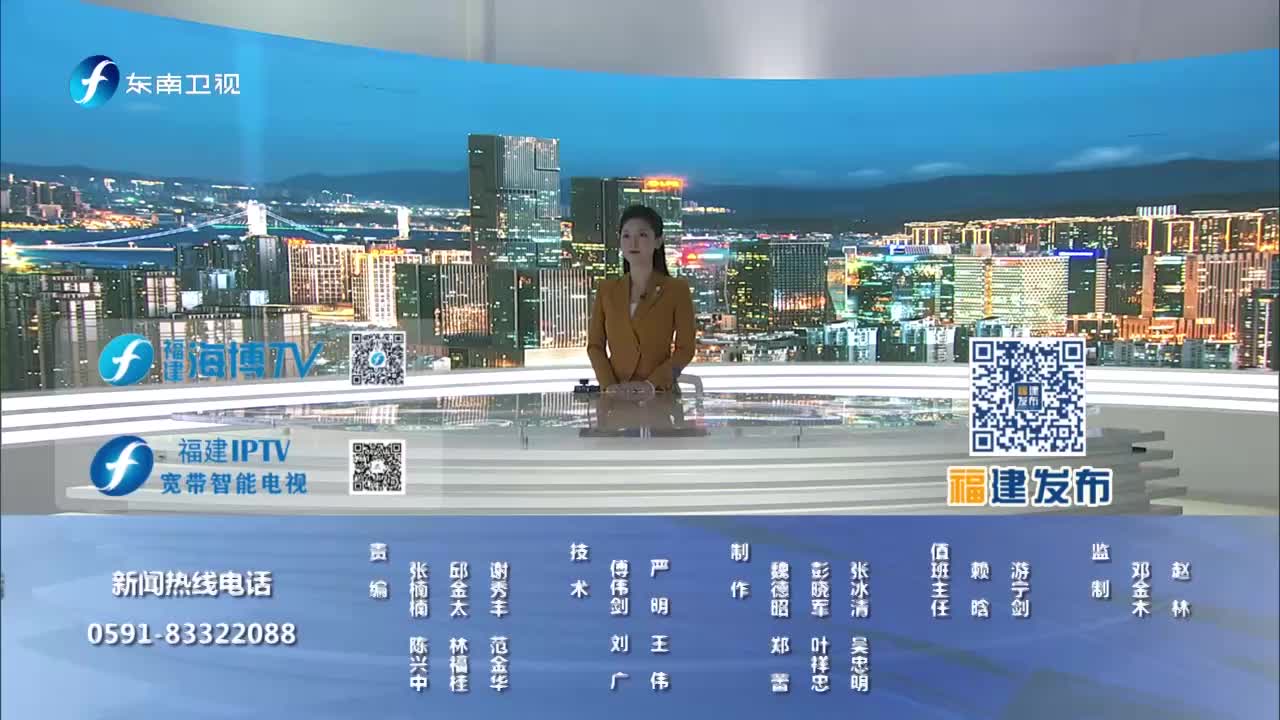 东南卫视
福建
海博TV
福建IPTV
宽带智能电视
福建发布
福建发布
新闻热线电话
0591-83322088
责编
张楠楠 陈兴中
邱金太 林福桂
谢秀丰 范金华
技术
傅伟剑 刘广
严明 王伟
制作
魏德昭 郑蕾
彭晓军 叶祥忠
张冰清 吴忠明
值班主任
赖晗
游宁剑
监制
邓金木
赵林